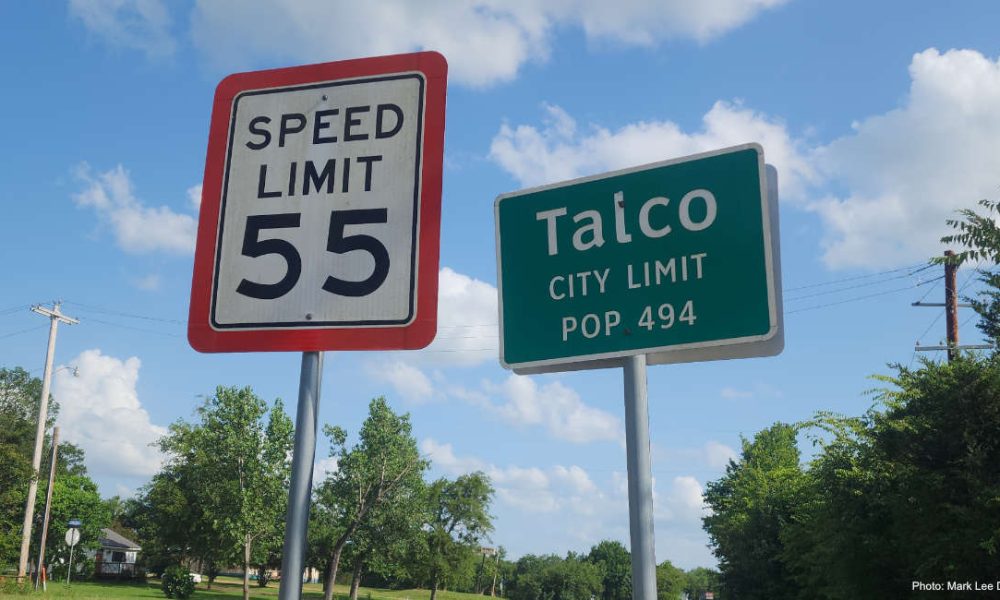 SPEED
LIMIT
55
Talco
CITY LIMIT
POP 494
Photo: Mark Lee